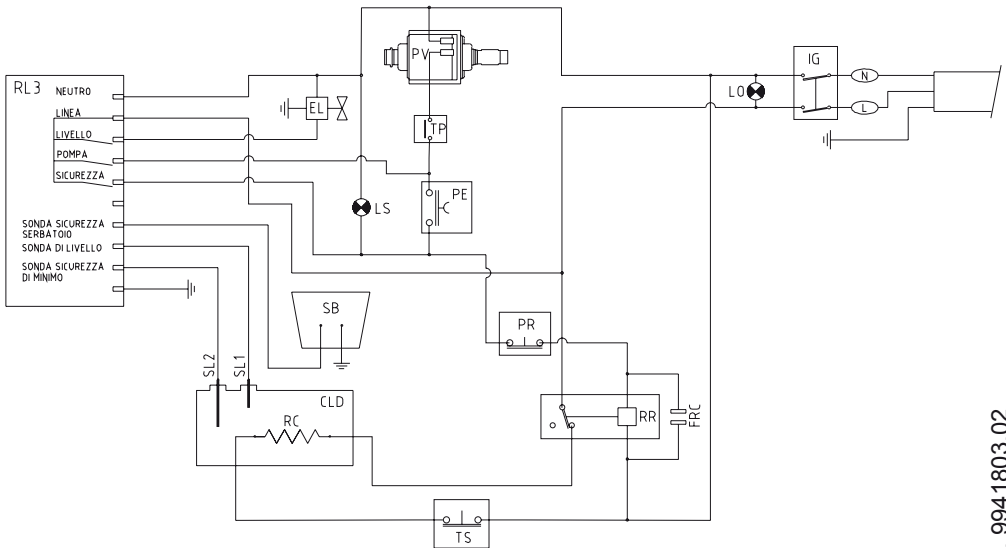 RL3
NEUTRO
LINEA
LIVELLO
POMPA
SICUREZZA
SONDA SICUREZZA
SERBATOIO
SONDA DI LIVELLO
SONDA SICUREZZA
DI MINIMO
EL
PV
TP
PE
LS
LO
IG
N
L
SB
PR
SL2
SL1
CLD
RC
RR
FRC
TS
9941803 02